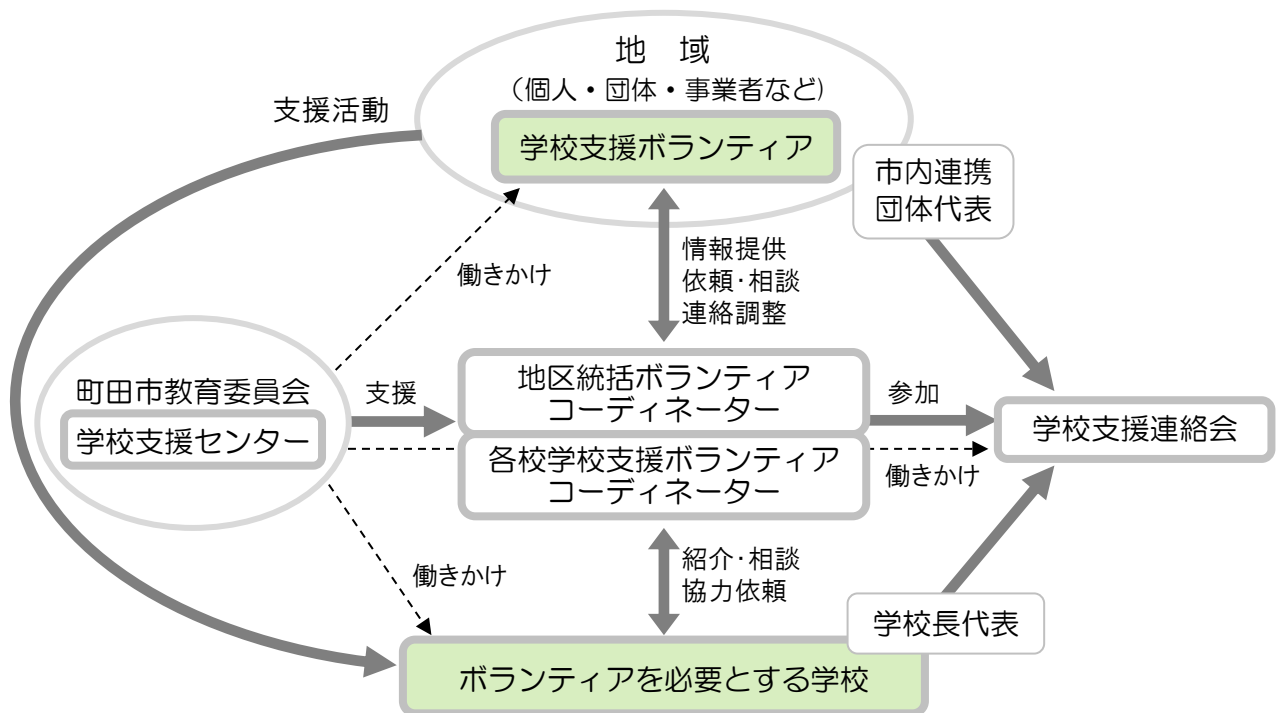 地　域
（個人・団体・事業者など）
学校支援ボランティア
支援活動
市内連携
団体代表
働きかけ
情報提供
依頼・相談
連絡調整
町田市教育委員会
学校支援センター
支援
地区統括ボランティア
コーディネーター
各校学校支援ボランティア
コーディネーター
参加
働きかけ
学校支援連絡会
働きかけ
紹介・相談
協力依頼
学校長代表
ボランティアを必要とする学校